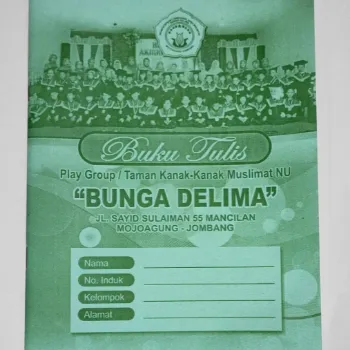 Buku Tulis
Play Group / Taman Kanak-Kanak Muslimat NU
"BUNGA DELIMA"
JL. SAYID SULAIMAN 55 MANCILAN
MOJOAGUNG - JOMBANG
Nama
No. Induk
Kelompok
Alamat